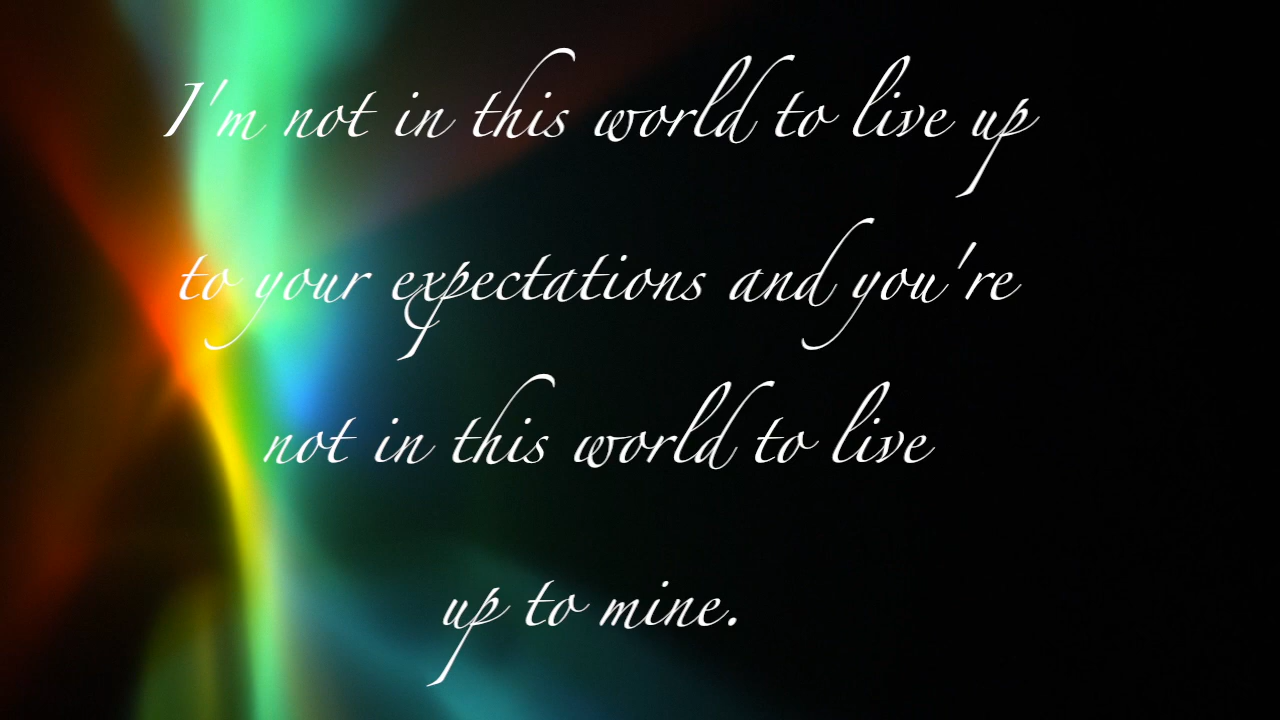 I'm not in this world to live up
to your expectations and you're
not in this world to live
up to mine.